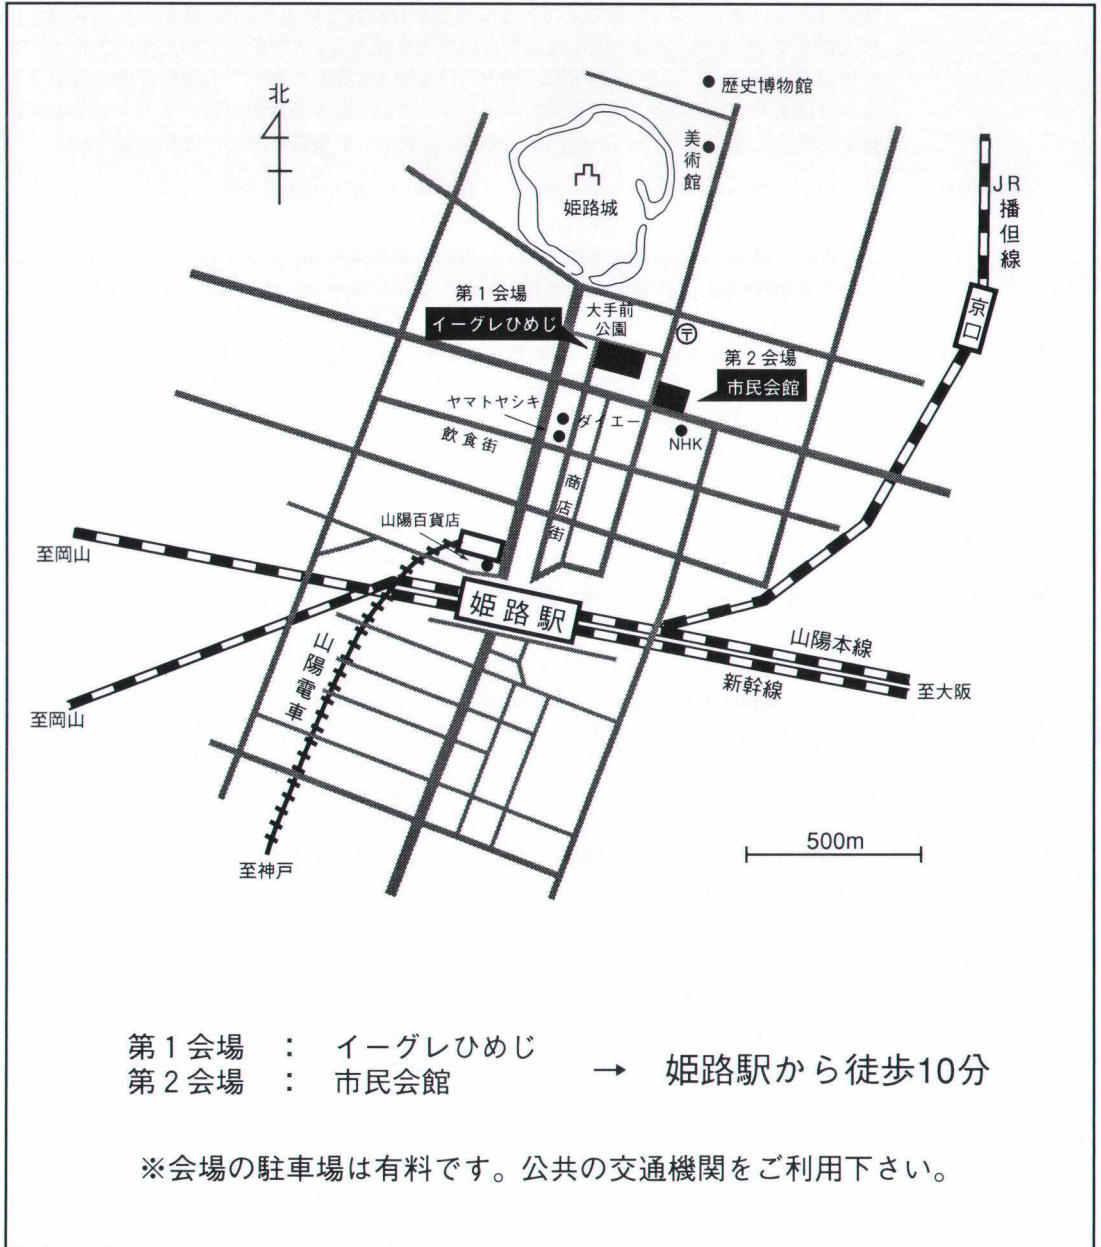 北
歴史博物館
美術館
姫路城
JR播但線
京口
第1会場
イーグレひめじ
大手前
公園
〒
第2会場
市民会館
ヤマトヤシキ
ダイエー
飲食街
NHK
商店街
山陽百貨店
至岡山
姫路駅
山陽本線
新幹線
至大阪
山陽電車
至岡山
500m
至神戸
第1会場 : イーグレひめじ
第2会場 : 市民会館
→ 姫路駅から徒歩10分
※会場の駐車場は有料です。公共の交通機関をご利用下さい。